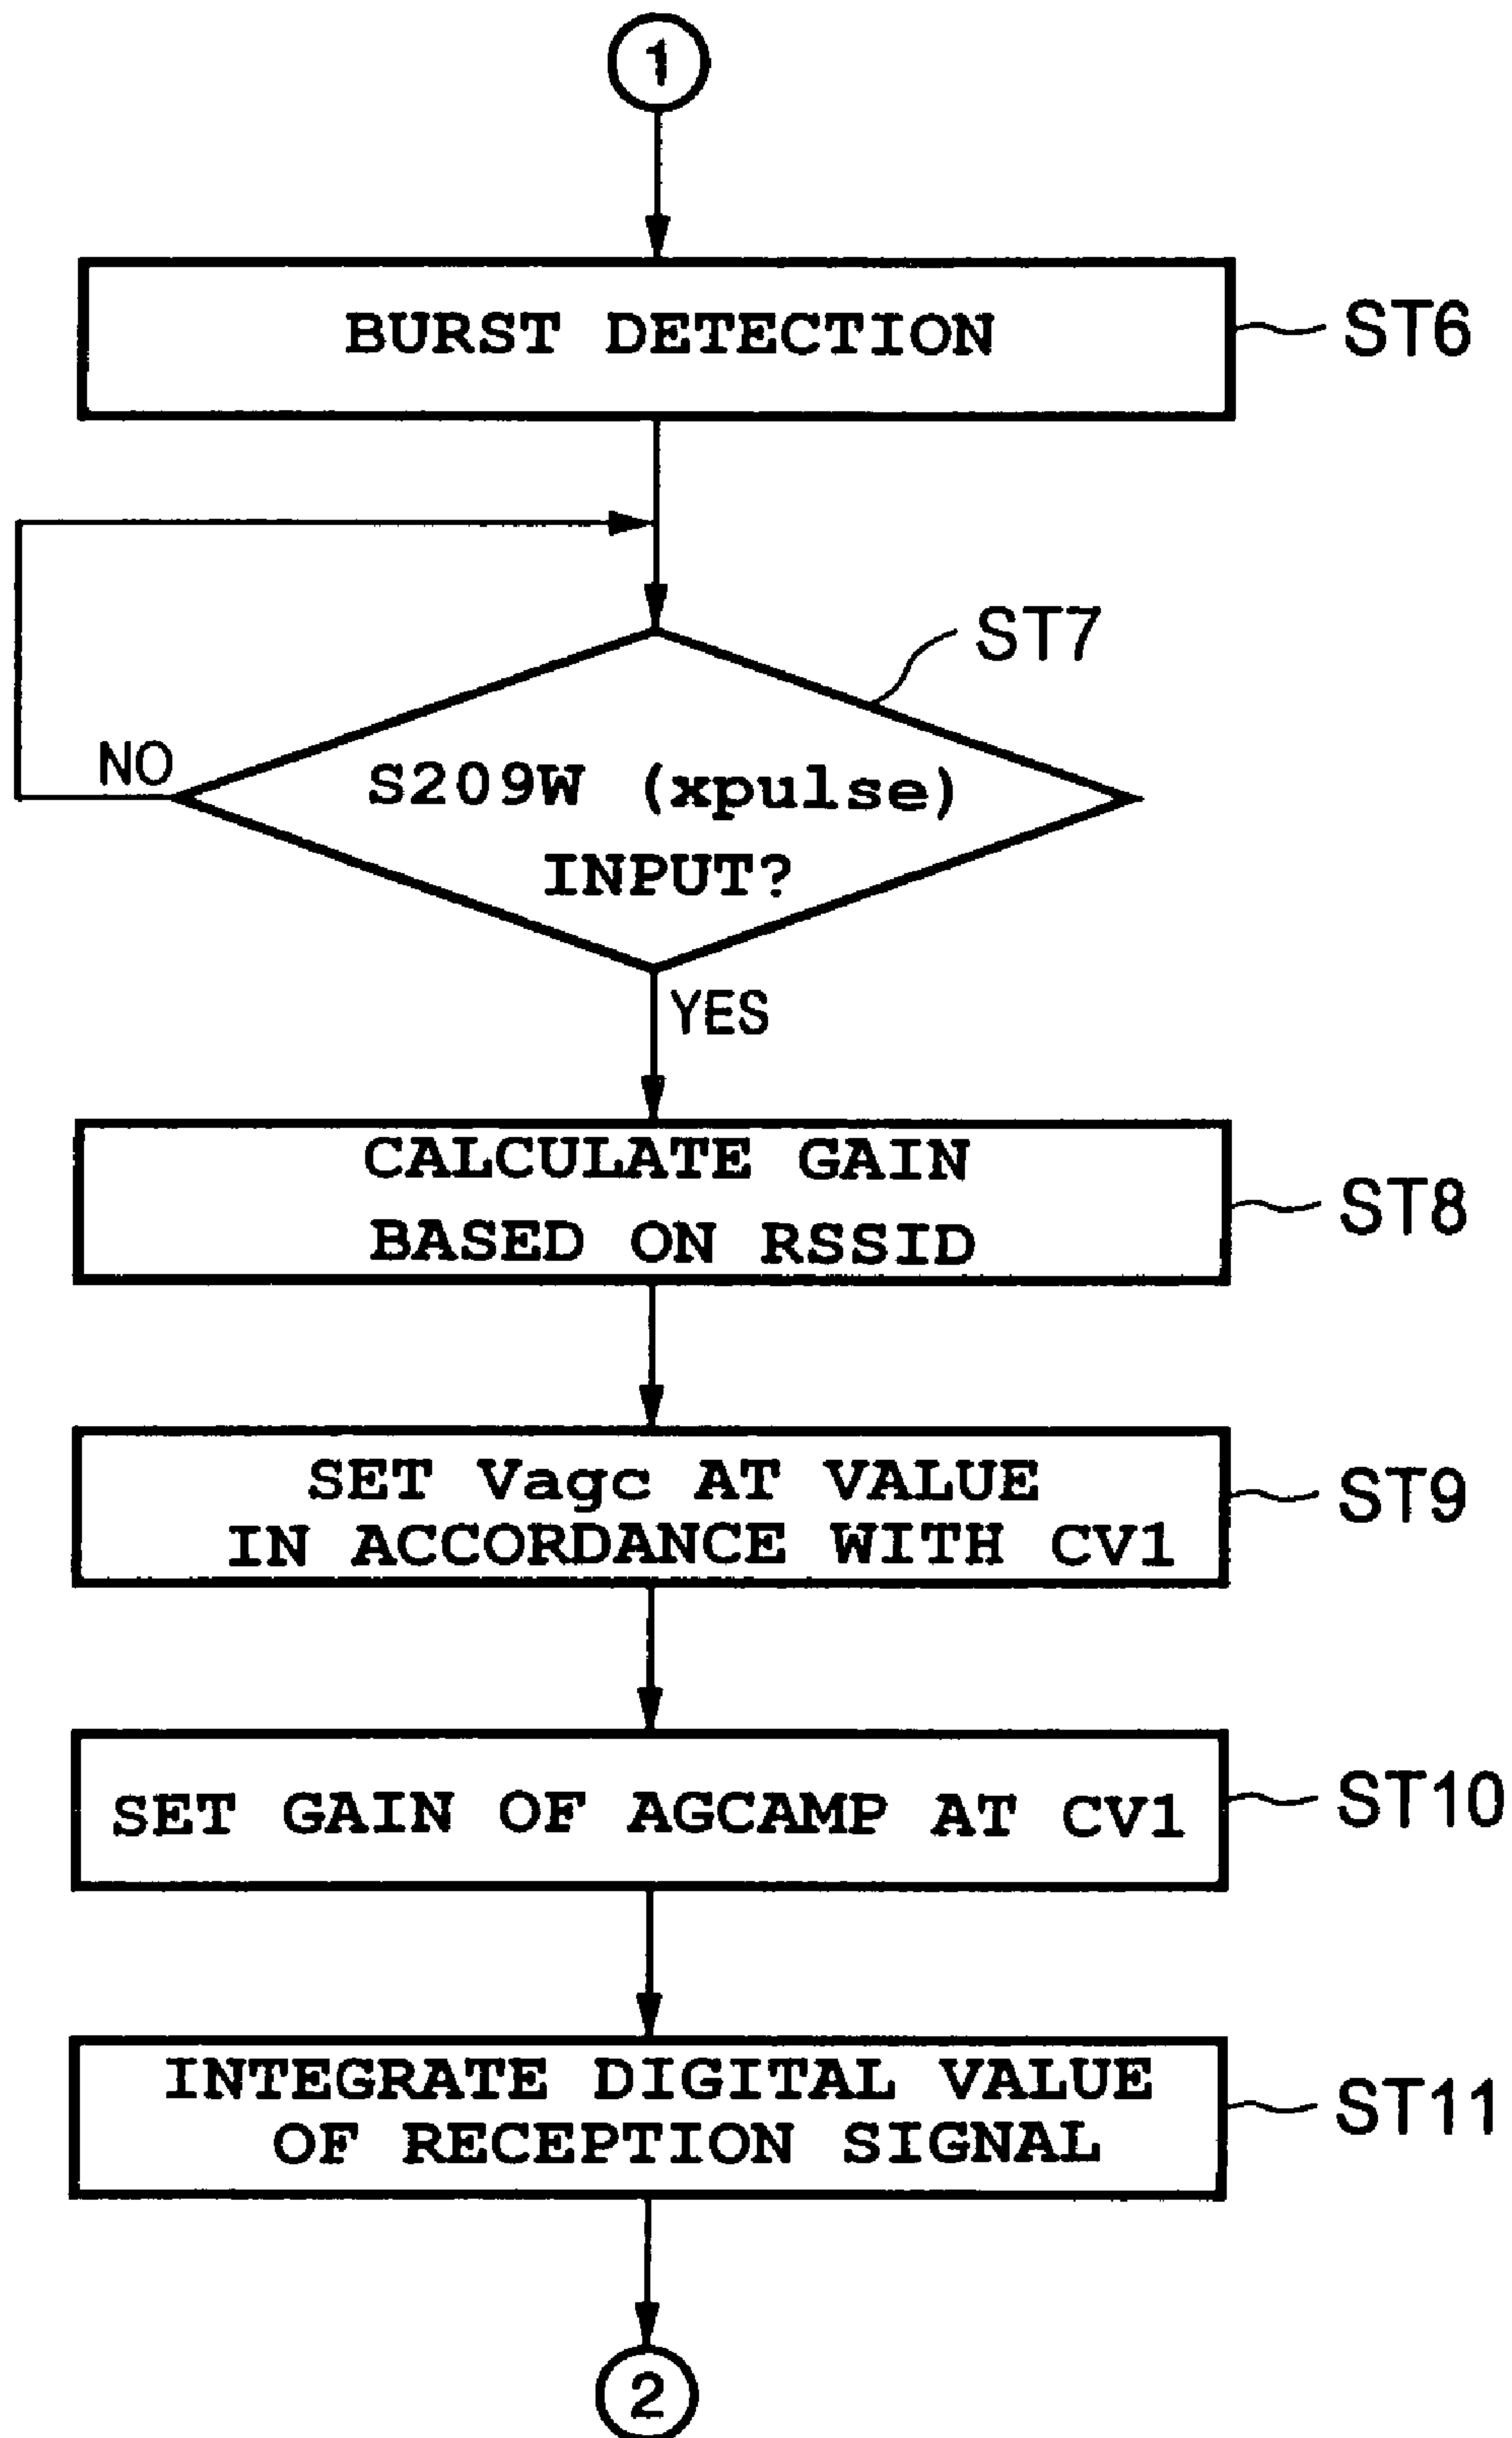 1
BURST DETECTION
ST6
ST7
NO
S209W (xpulse)
INPUT?
YES
CALCULATE GAIN
BASED ON RSSID
ST8
SET Vagc AT VALUE
IN ACCORDANCE WITH CV1
ST9
SET GAIN OF AGCAMP AT CV1
ST10
INTEGRATE DIGITAL VALUE
OF RECEPTION SIGNAL
ST11
2